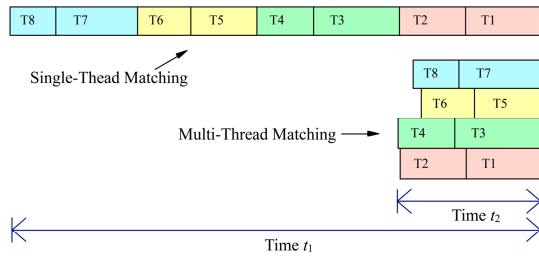 T8 T7 T6 T5 T4 T3 T2 T1
Single-Thead Matching
T8 T7
T6 T5
Multi-Thread Matching
T4 T3
T2 T1
Time t2
Time t1